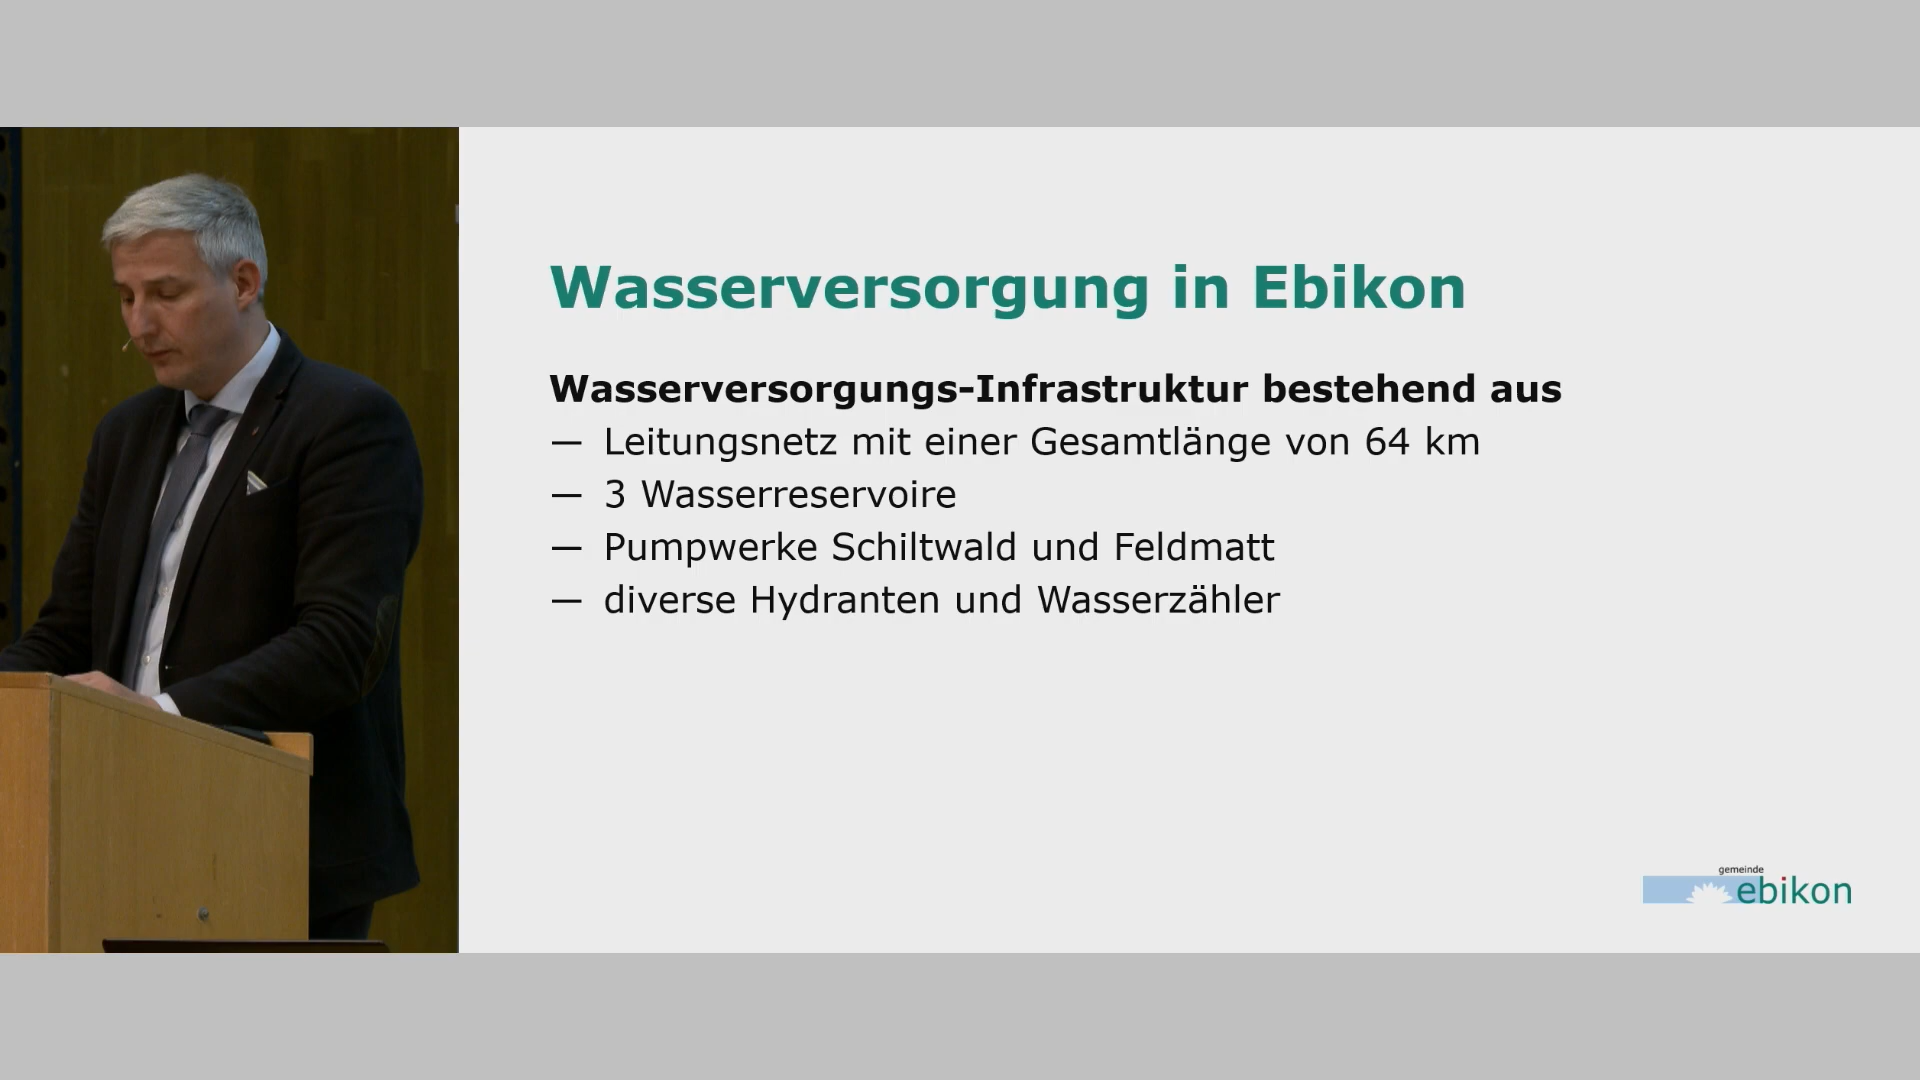 Wasserversorgung in Ebikon
Wasserversorgungs-Infrastruktur bestehend aus
— Leitungsnetz mit einer Gesamtlänge von 64 km
— 3 Wasserreservoire
— Pumpwerke Schiltwald und Feldmatt
— diverse Hydranten und Wasserzähler
gemeinde
ebikon